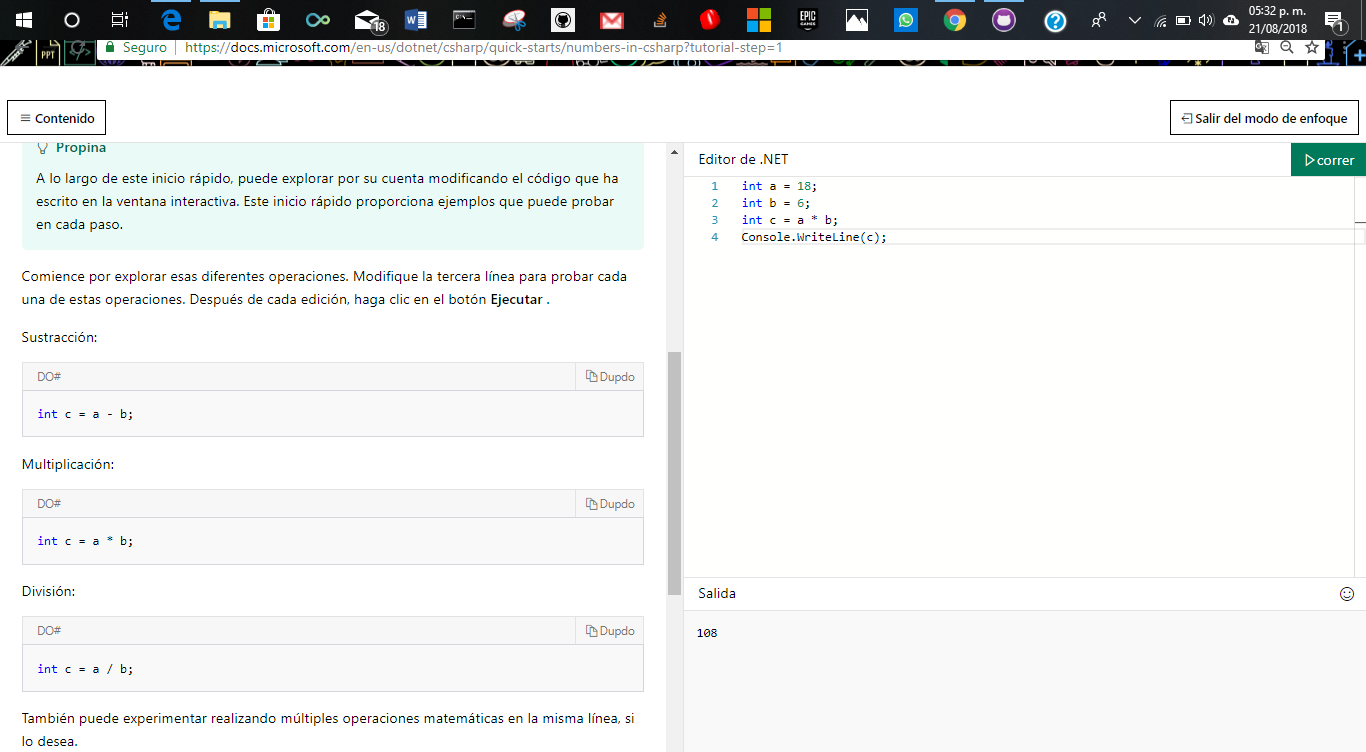 18
W
C:\_
EPIC
GAMES
?
05:32 p. m.
21/08/2018
1
PPT
Seguro
https://docs.microsoft.com/en-us/dotnet/csharp/quick-starts/numbers-in-csharp?tutorial-step=1
Contenido
Salir del modo de enfoque
Propina
A lo largo de este inicio rápido, puede explorar por su cuenta modificando el código que ha
escrito en la ventana interactiva. Este inicio rápido proporciona ejemplos que puede probar
en cada paso.
Comience por explorar esas diferentes operaciones. Modifique la tercera línea para probar cada
una de estas operaciones. Después de cada edición, haga clic en el botón Ejecutar .
Sustracción:
DO# Dupdo
int c = a - b;
Multiplicación:
DO# Dupdo
int c = a * b;
División:
DO# Dupdo
int c = a / b;
También puede experimentar realizando múltiples operaciones matemáticas en la misma línea, si
lo desea.
Editor de .NET
correr
1 int a = 18;
2 int b = 6;
3 int c = a * b;
4 Console.WriteLine(c);
Salida
108